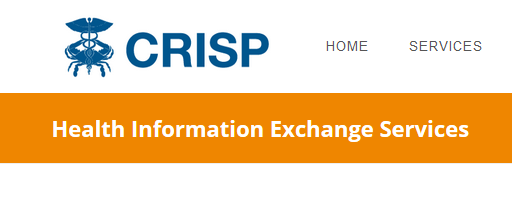 CRISP
HOME SERVICES
Health Information Exchange Services